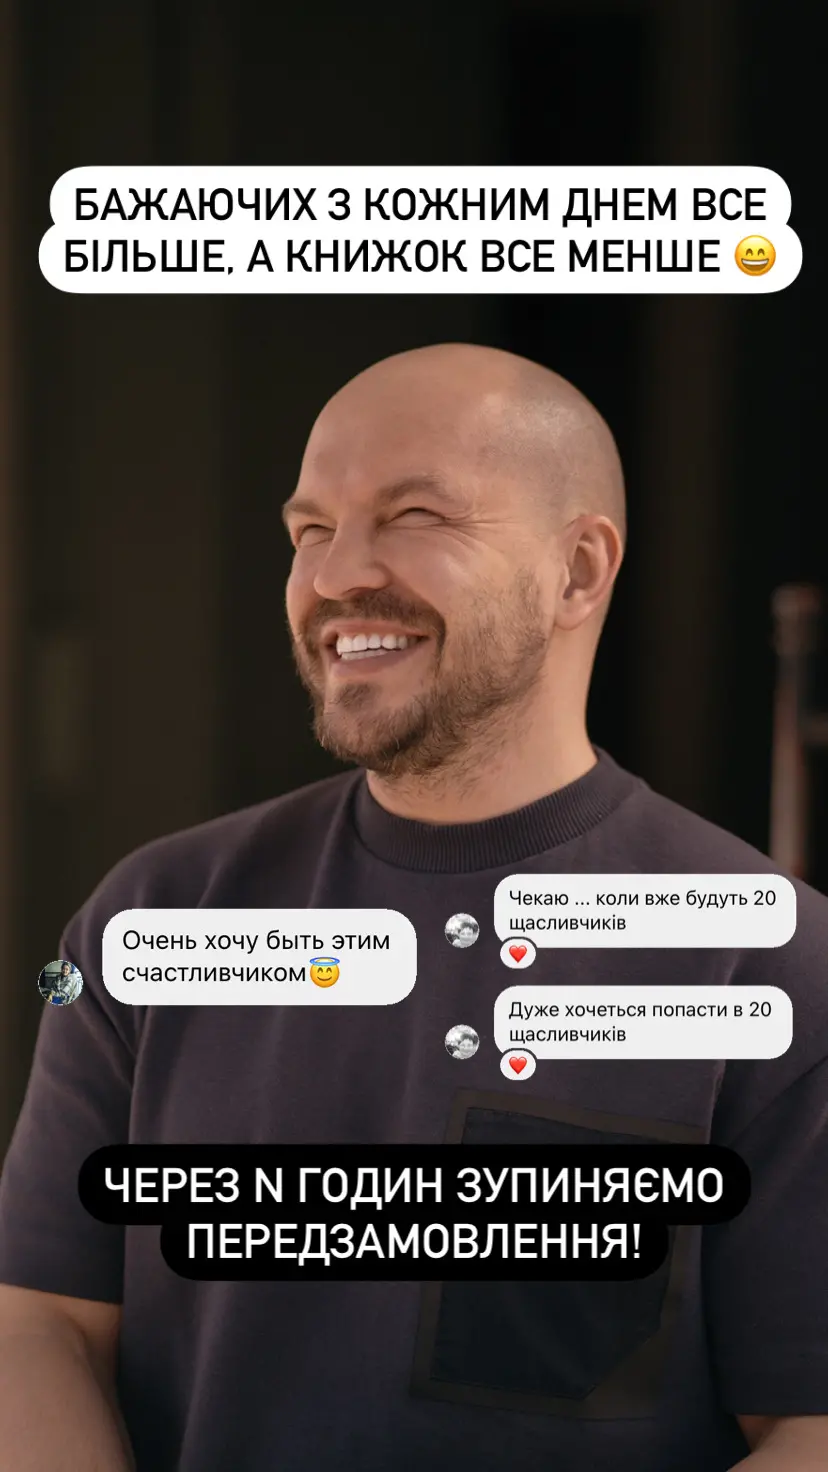 БАЖАЮЧИХ З КОЖНИМ ДНЕМ ВСЕ
БІЛЬШЕ, А КНИЖОК ВСЕ МЕНШЕ 😄
Чекаю ... коли вже будуть 20
щасливчиків
Очень хочу быть этим
счастливчиком😇
Дуже хочеться попасти в 20
щасливчиків
ЧЕРЕЗ N ГОДИН ЗУПИНЯЄМО
ПЕРЕДЗАМОВЛЕННЯ!